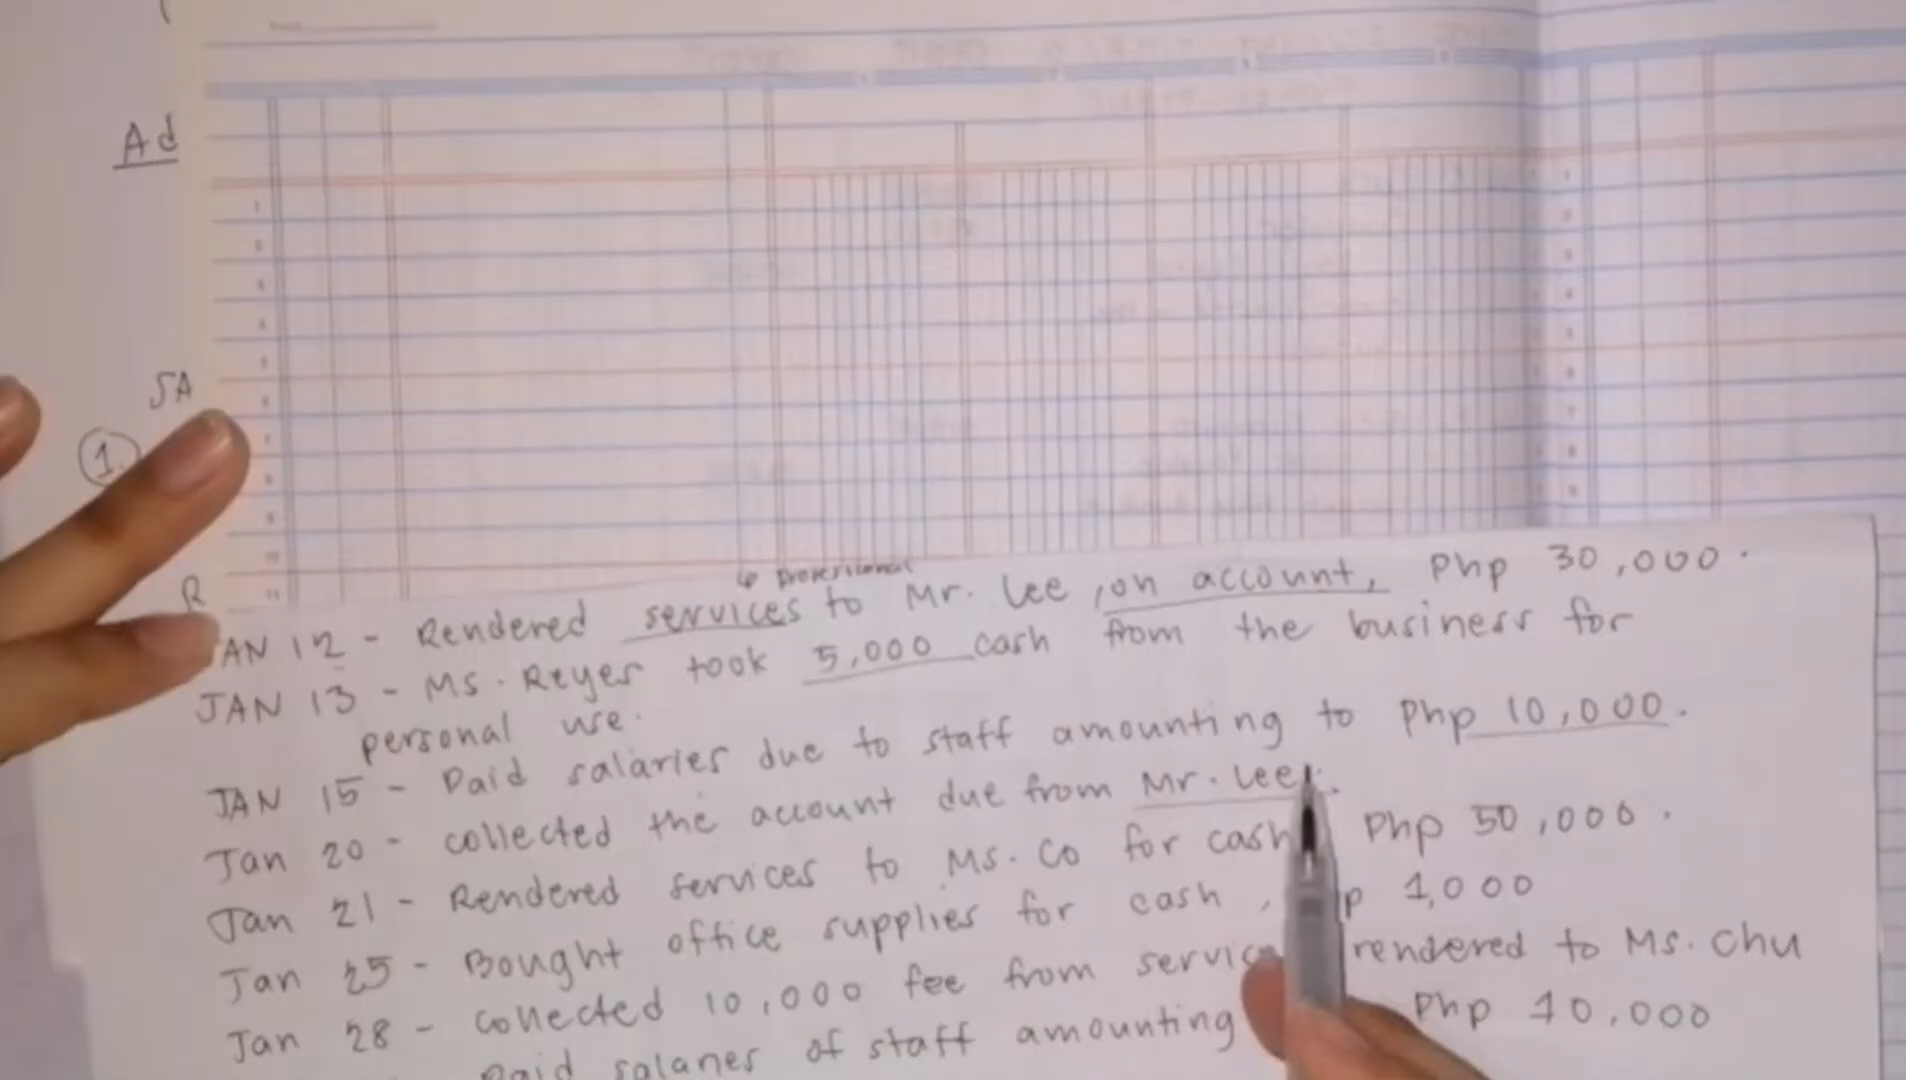 Ad
SA
1.
R
professional
AN 12 - Rendered services to Mr. Lee, on account, Php 30,000.
JAN 13 - Ms. Reyes took 5,000 cash from the business for
personal use.
JAN 15 - Paid salaries due to staff amounting to Php 10,000.
Jan 20 - collected the account due from Mr. Lee.
Jan 21 - Rendered services to Ms. Co for cash Php 50,000.
Jan 25 - Bought office supplies for cash, p 1,000
Jan 28 - collected 10,000 fee from servic rendered to Ms. Chu
Paid salaries of staff amounting Php 10,000